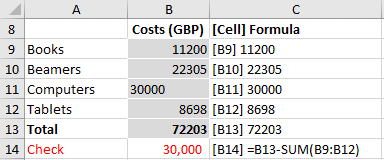 A B C
8 Costs (GBP) [Cell] Formula
9 Books 11200 [B9] 11200
10 Beamers 22305 [B10] 22305
11 Computers 30000 [B11] 30000
12 Tablets 8698 [B12] 8698
13 Total 72203 [B13] 72203
14 Check 30,000 [B14] =B13-SUM(B9:B12)